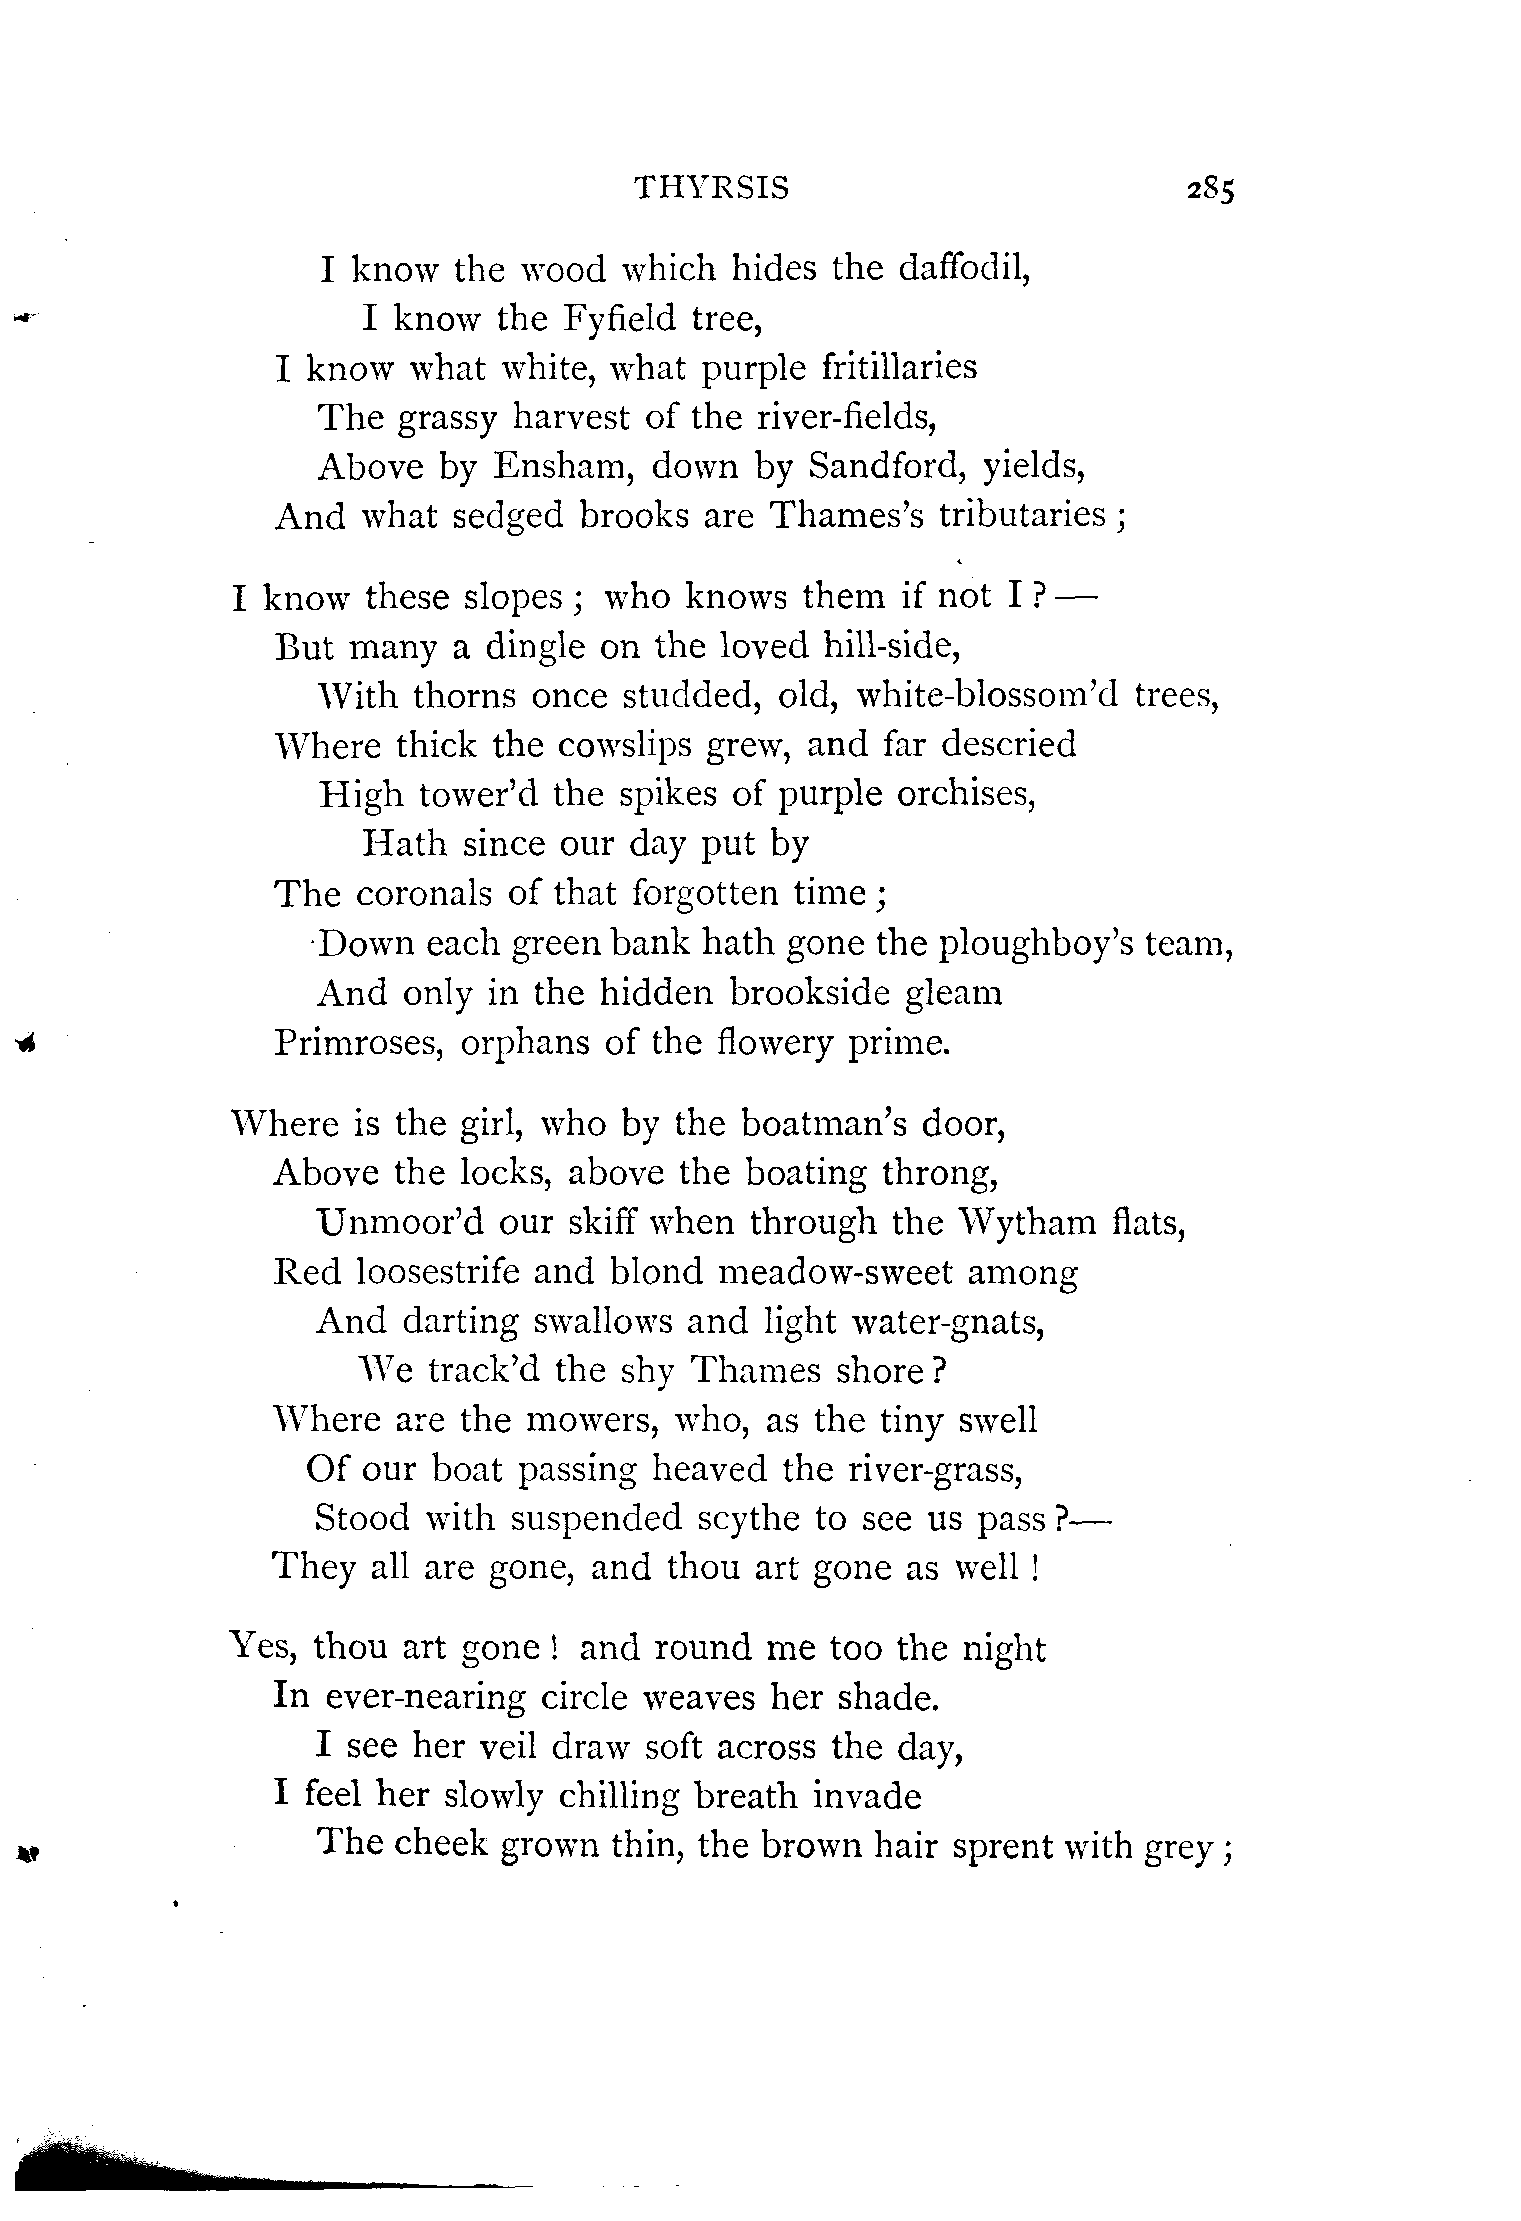 THYRSIS 285
I know the wood which hides the daffodil,
I know the Fyfield tree,
I know what white, what purple fritillaries
The grassy harvest of the river-fields,
Above by Ensham, down by Sandford, yields,
And what sedged brooks are Thames's tributaries ;
I know these slopes ; who knows them if not I ?—
But many a dingle on the loved hill-side,
With thorns once studded, old, white-blossom'd trees,
Where thick the cowslips grew, and far descried
High tower'd the spikes of purple orchises,
Hath since our day put by
The coronals of that forgotten time ;
Down each green bank hath gone the ploughboy's team,
And only in the hidden brookside gleam
Primroses, orphans of the flowery prime.
Where is the girl, who by the boatman's door,
Above the locks, above the boating throng,
Unmoor'd our skiff when through the Wytham flats,
Red loosestrife and blond meadow-sweet among
And darting swallows and light water-gnats,
We track'd the shy Thames shore ?
Where are the mowers, who, as the tiny swell
Of our boat passing heaved the river-grass,
Stood with suspended scythe to see us pass ?—
They all are gone, and thou art gone as well !
Yes, thou art gone ! and round me too the night
In ever-nearing circle weaves her shade.
I see her veil draw soft across the day,
I feel her slowly chilling breath invade
The cheek grown thin, the brown hair sprent with grey ;